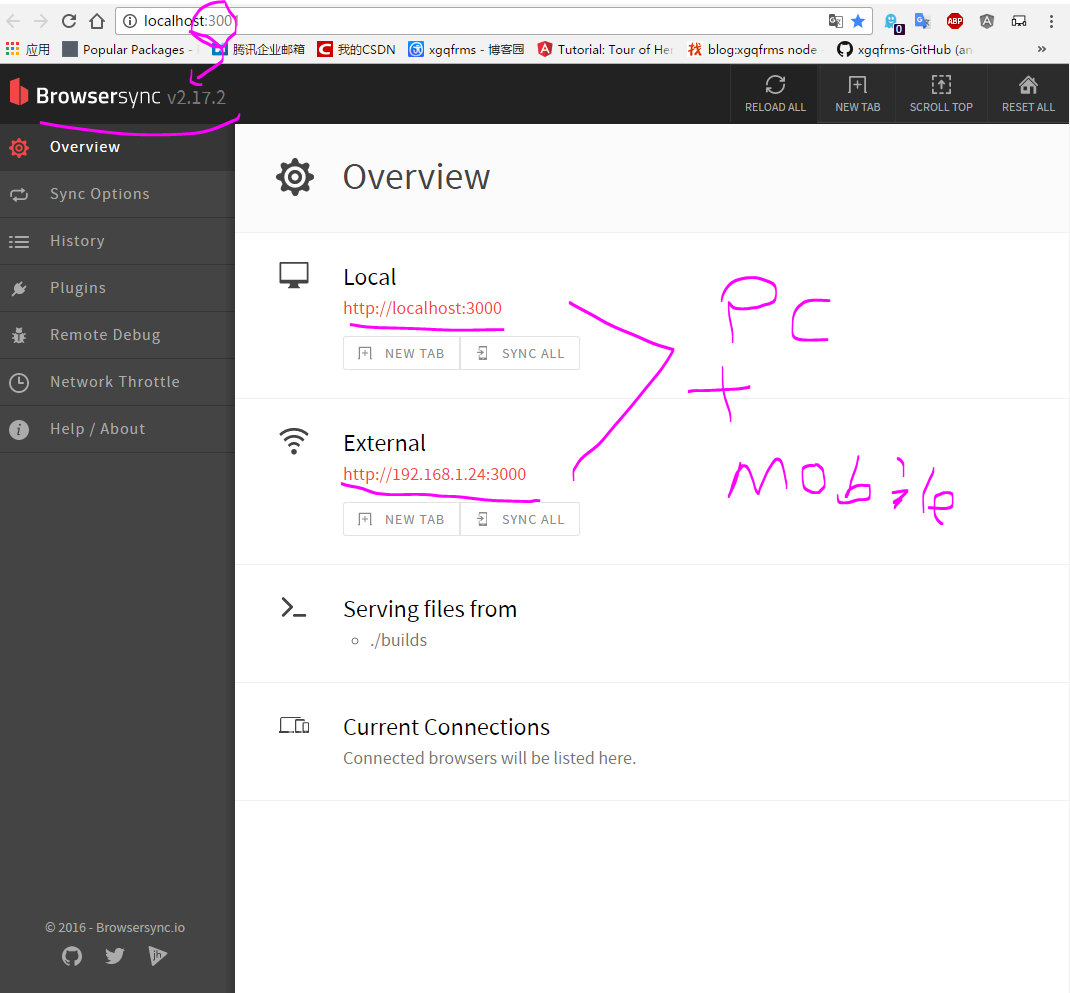 localhost:3001
应用 Popular Packages - 腾讯企业邮箱 我的CSDN xgqfrms - 博客园 Tutorial: Tour of Her blog:xgqfrms node xgqfrms-GitHub (an »
Browsersync v2.17.2
RELOAD ALL NEW TAB SCROLL TOP RESET ALL
Overview
Sync Options
History
Plugins
Remote Debug
Network Throttle
Help / About
© 2016 - Browsersync.io
jh
Overview
Local
http://localhost:3000
NEW TAB SYNC ALL
External
http://192.168.1.24:3000
NEW TAB SYNC ALL
Serving files from
./builds
Current Connections
Connected browsers will be listed here.
PC
+
mobile
0
ABP